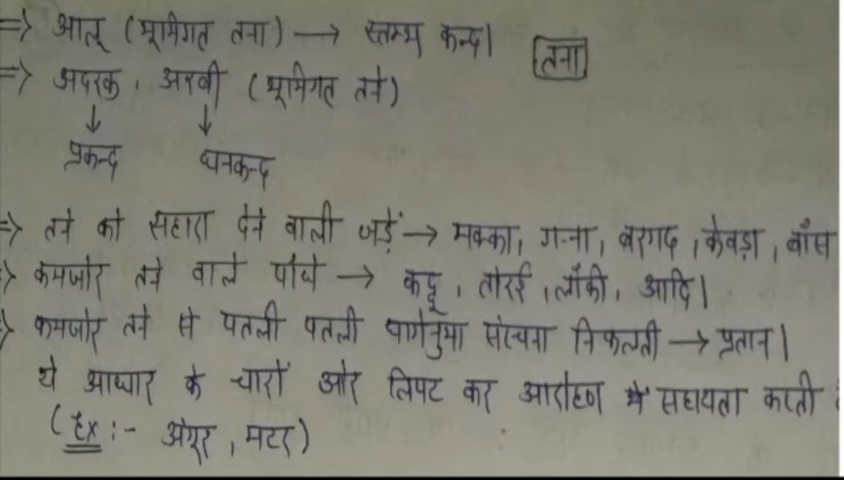 ⇒ आलू (भूमिगत तना) → स्तम्भ कन्द। तना
⇒ अदरक, अरबी (भूमिगत तने)
↓ ↓
प्रकन्द घनकन्द
⇒ तने को सहारा देने वाली जड़ें → मक्का, गन्ना, बरगद, केवड़ा, बाँस
⇒ कमजोर तने वाले पौधे → कद्दू, तोरई, लौकी, आदि।
⇒ कमजोर तने से पतली पतली धागेनुमा संरचना निकलती → प्रतान।
ये आधार के चारों ओर लिपट कर आरोहण में सहायता करती
(Ex :- अंगूर, मटर)